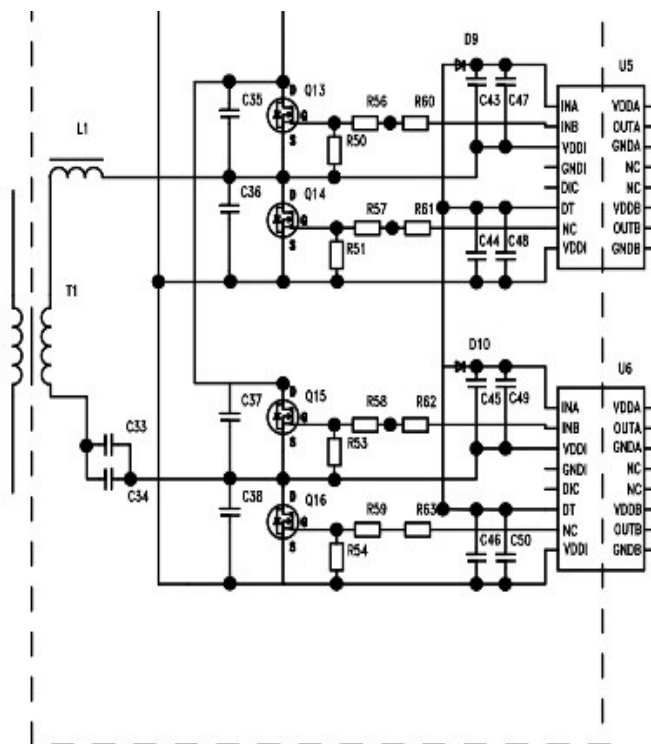 D9
U5
C35
D
Q13
G
S
R56
R60
C43
C47
R50
INA
VDDA
INB
OUTA
VDDI
GNDA
GNDI
NC
DIC
NC
DT
VDDB
NC
OUTB
VDDI
GNDB
L1
C36
D
Q14
G
S
R57
R61
R51
C44
C48
T1
D10
U6
C37
D
Q15
G
S
R58
R62
C45
C49
R53
INA
VDDA
INB
OUTA
VDDI
GNDA
GNDI
NC
DIC
NC
DT
VDDB
NC
OUTB
VDDI
GNDB
C33
C34
C38
D
Q16
G
S
R59
R63
R54
C46
C50